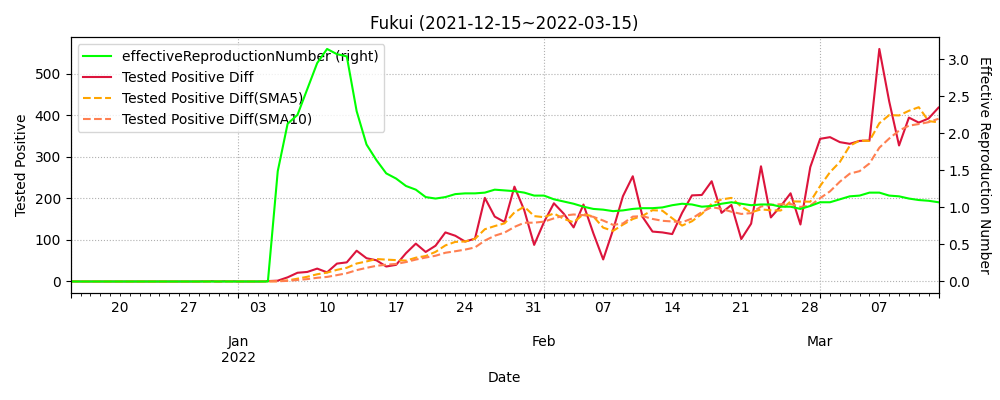 Fukui (2021-12-15~2022-03-15)
effectiveReproductionNumber (right)
Tested Positive Diff
Tested Positive Diff(SMA5)
Tested Positive Diff(SMA10)
Tested Positive
500
400
300
200
100
0
3.0
2.5
2.0
1.5
1.0
0.5
0.0
Effective Reproduction Number
20 27 03 10 17 24 31 07 14 21 28 07
Jan Feb Mar
2022
Date